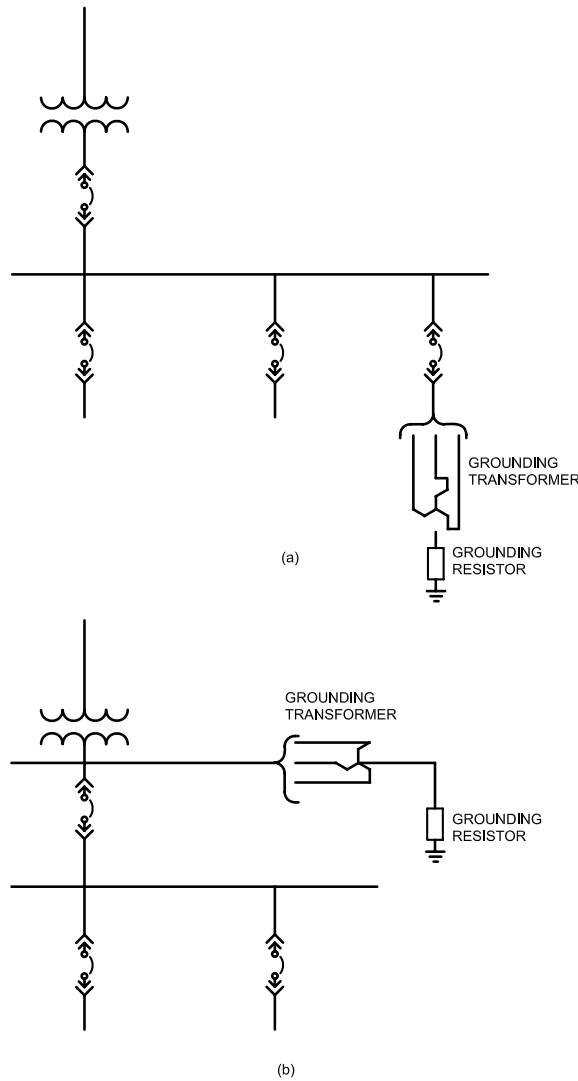 GROUNDING
TRANSFORMER
GROUNDING
RESISTOR
(a)
GROUNDING
TRANSFORMER
GROUNDING
RESISTOR
(b)